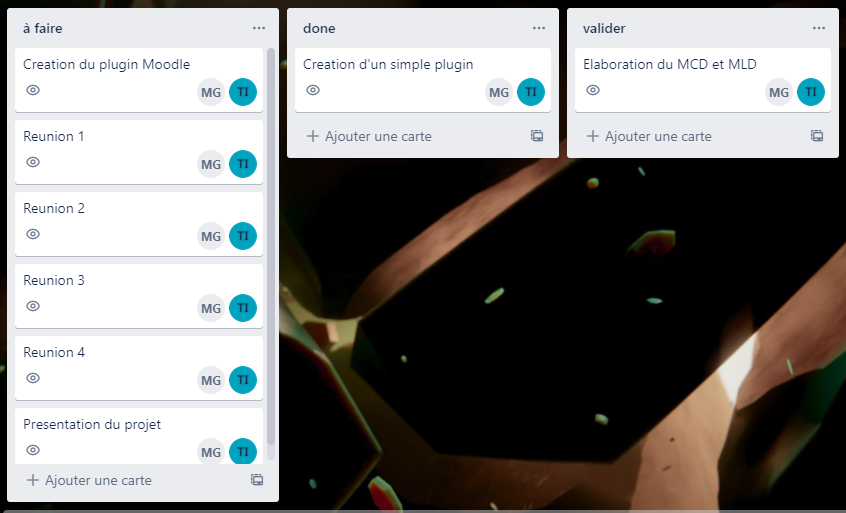 à faire
Creation du plugin Moodle
MG TI
Reunion 1
MG TI
Reunion 2
MG TI
Reunion 3
MG TI
Reunion 4
MG TI
Presentation du projet
MG TI
+ Ajouter une carte
done
Creation d'un simple plugin
MG TI
+ Ajouter une carte
valider
Elaboration du MCD et MLD
MG TI
+ Ajouter une carte